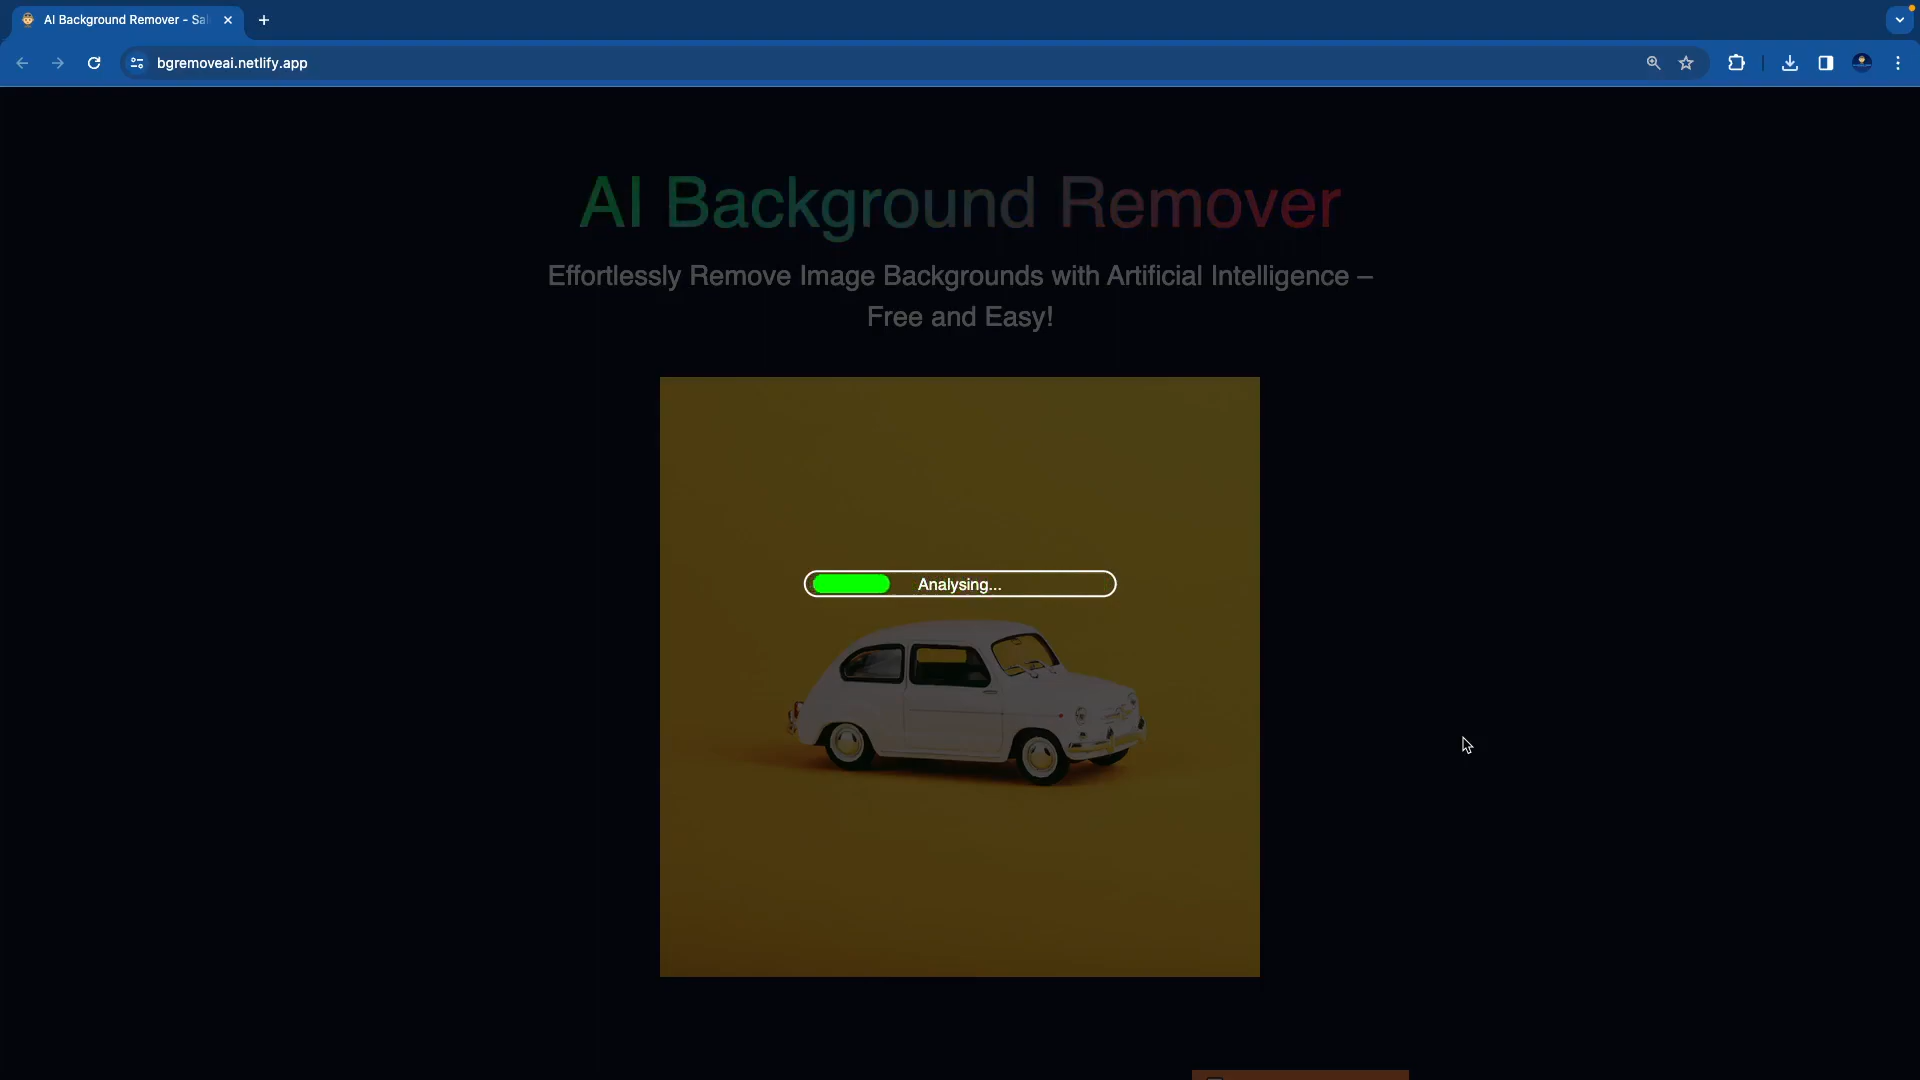 AI Background Remover - Sal
bgremoveai.netlify.app
AI Background Remover
Effortlessly Remove Image Backgrounds with Artificial Intelligence –
Free and Easy!
Analysing...